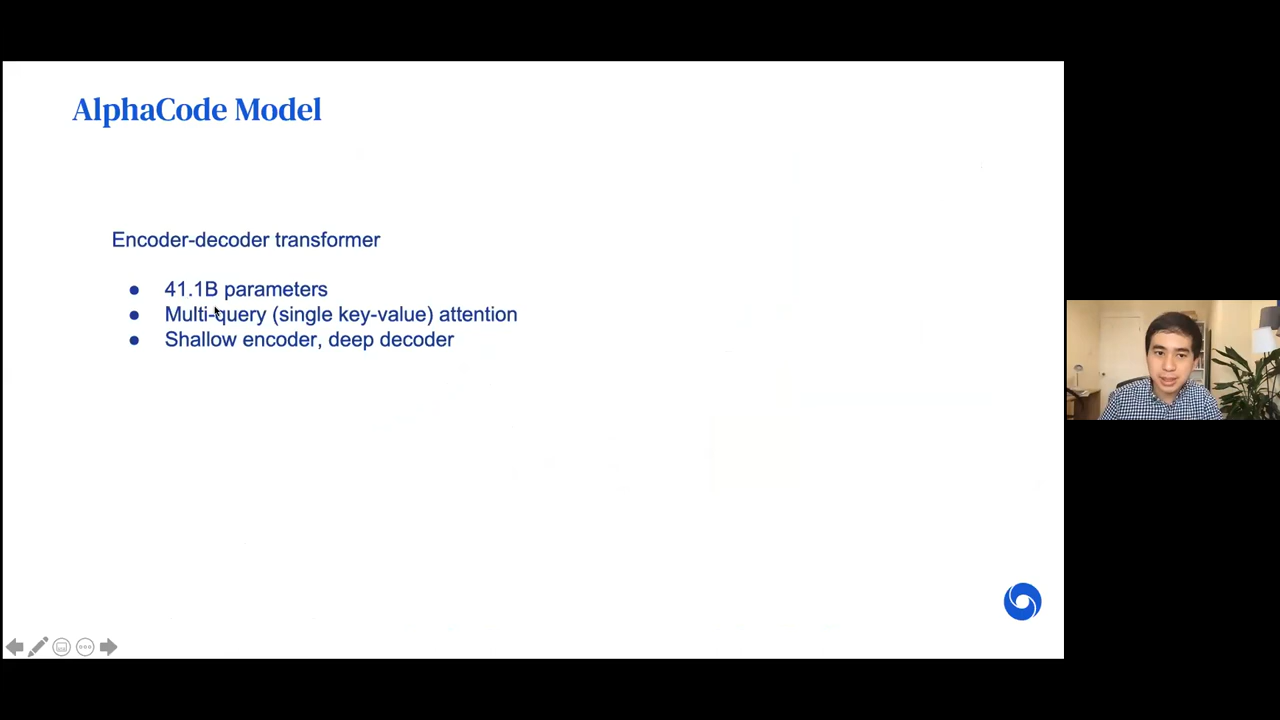 AlphaCode Model
Encoder-decoder transformer
● 41.1B parameters
● Multi-query (single key-value) attention
● Shallow encoder, deep decoder